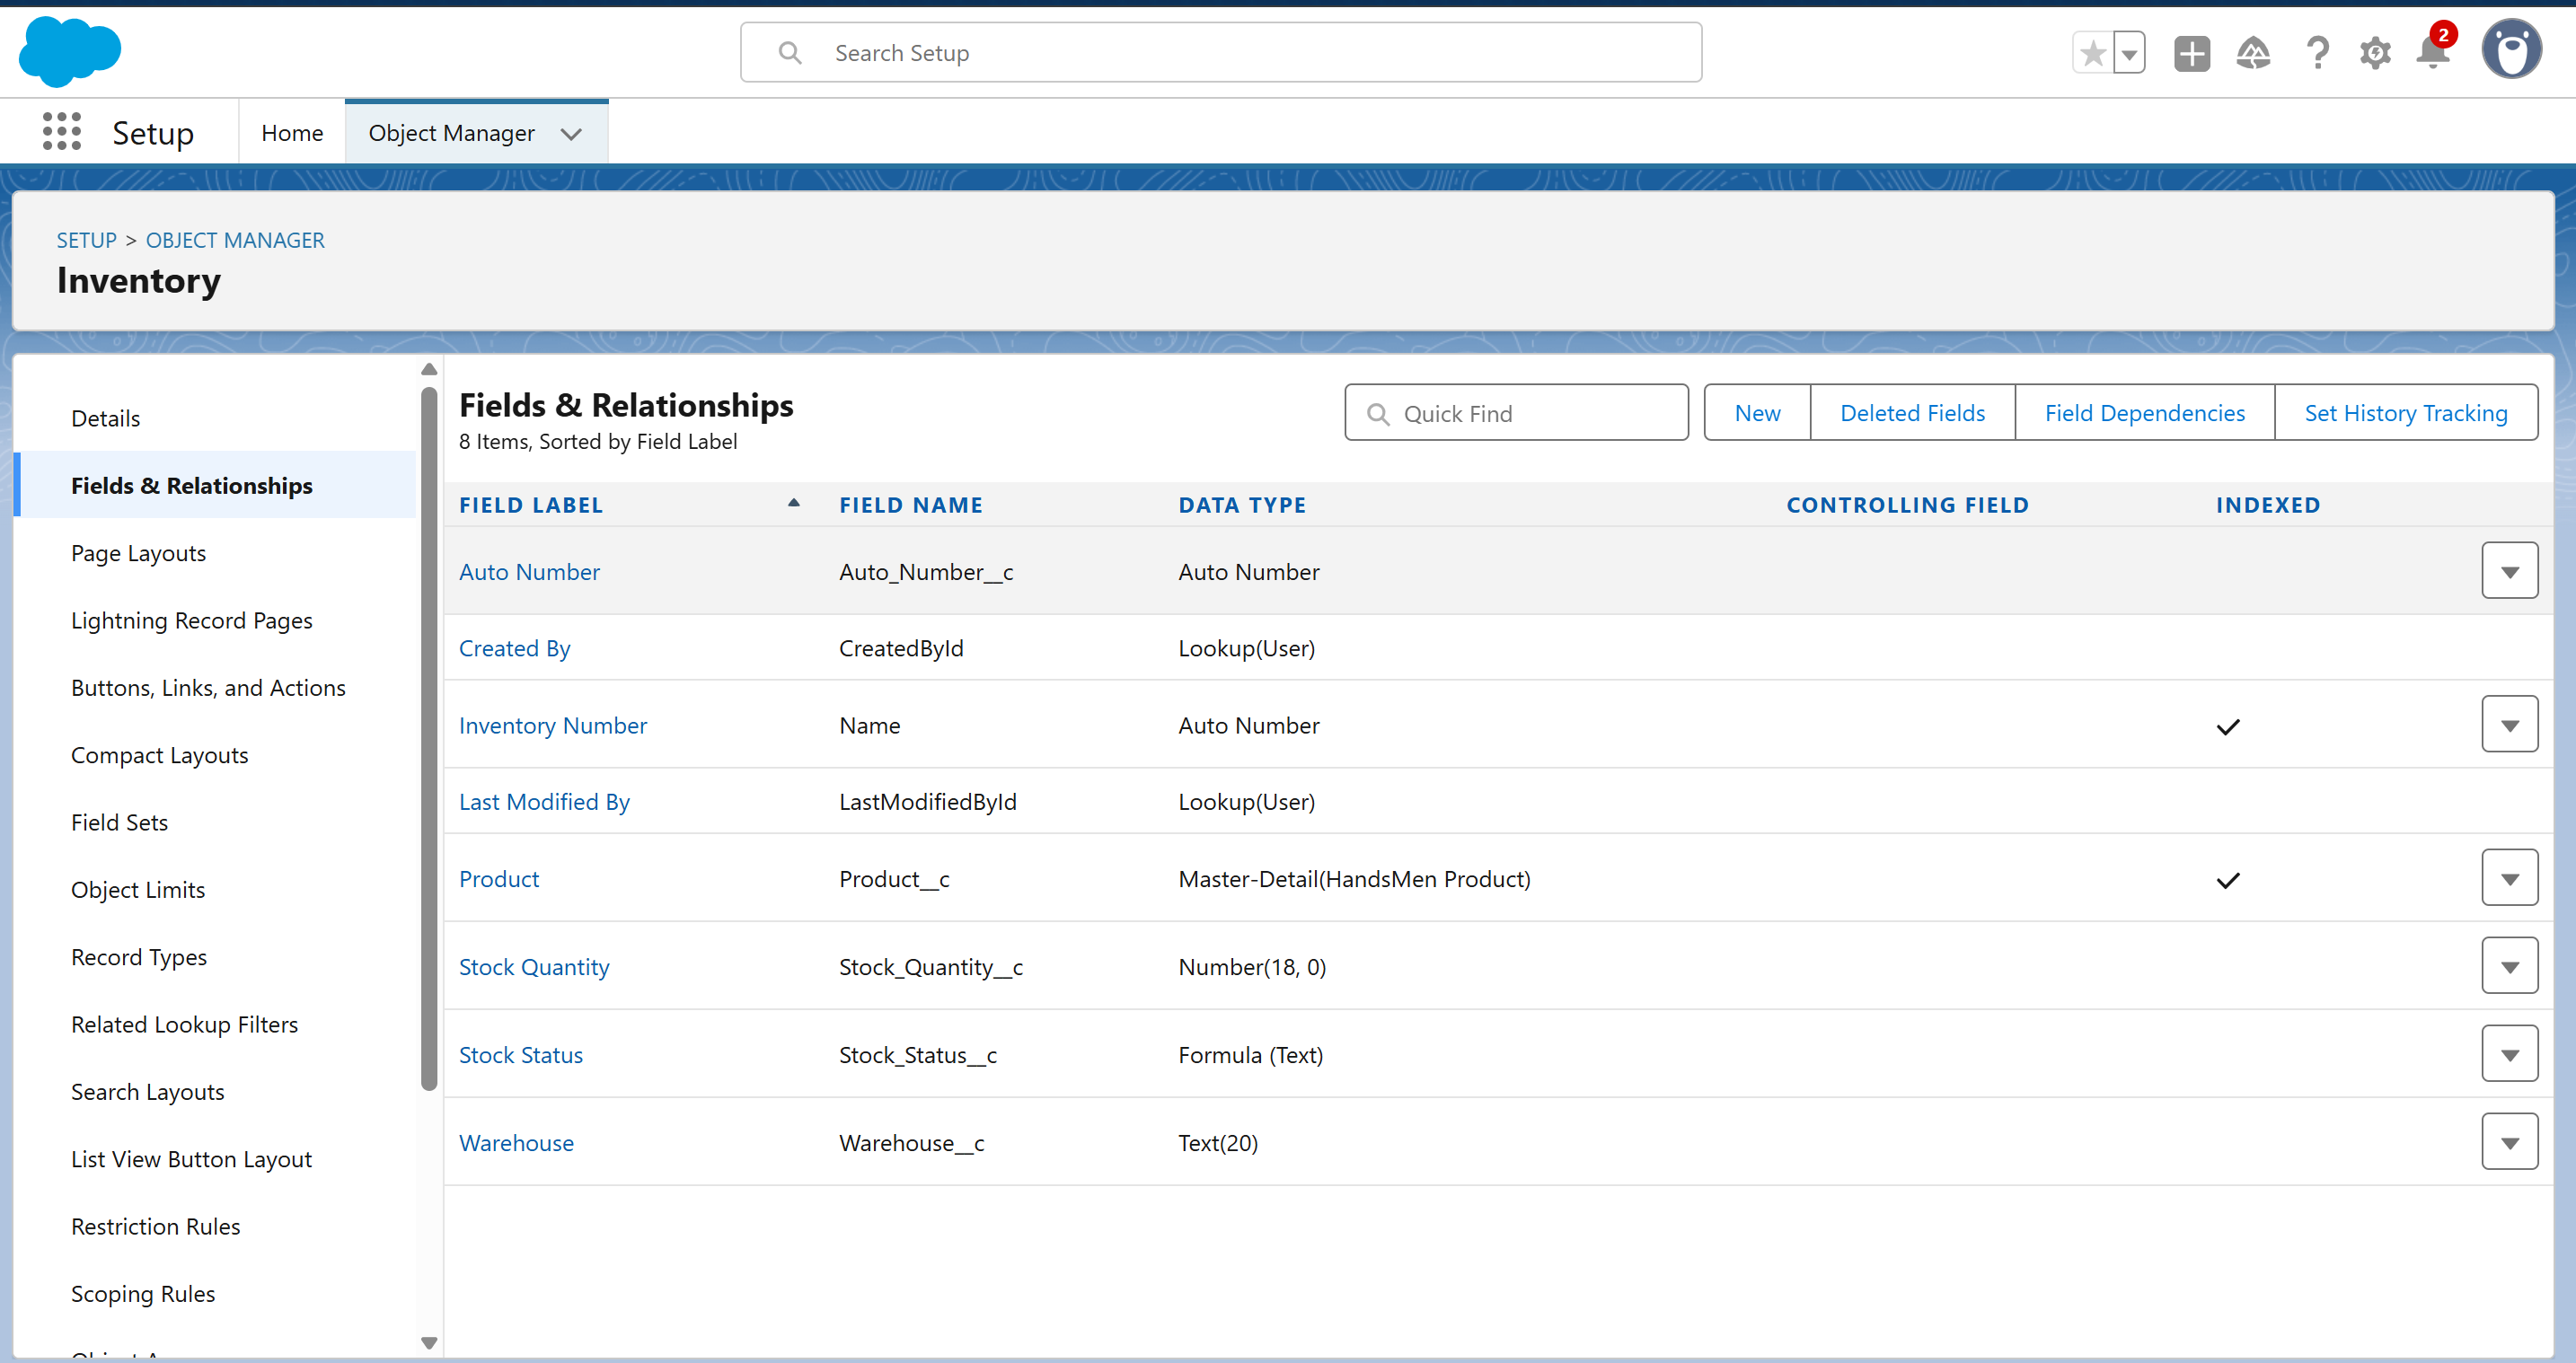 Search Setup
2
Setup
Home
Object Manager
SETUP > OBJECT MANAGER
Inventory
Details
Fields & Relationships
Page Layouts
Lightning Record Pages
Buttons, Links, and Actions
Compact Layouts
Field Sets
Object Limits
Record Types
Related Lookup Filters
Search Layouts
List View Button Layout
Restriction Rules
Scoping Rules
Fields & Relationships
8 Items, Sorted by Field Label
Quick Find
New
Deleted Fields
Field Dependencies
Set History Tracking
FIELD LABEL FIELD NAME DATA TYPE CONTROLLING FIELD INDEXED
Auto Number Auto_Number__c Auto Number
Created By CreatedById Lookup(User)
Inventory Number Name Auto Number
Last Modified By LastModifiedById Lookup(User)
Product Product__c Master-Detail(HandsMen Product)
Stock Quantity Stock_Quantity__c Number(18, 0)
Stock Status Stock_Status__c Formula (Text)
Warehouse Warehouse__c Text(20)